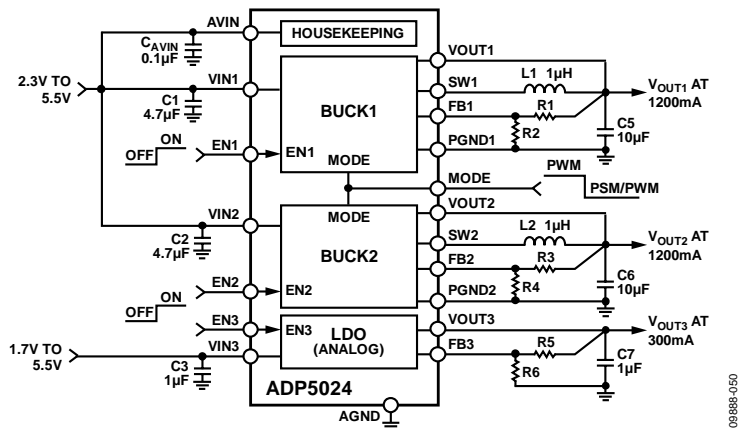 AVIN
HOUSEKEEPING
CAVIN
0.1µF
VOUT1
2.3V TO
5.5V
VIN1
C1
4.7µF
BUCK1
SW1
L1 1µH
VOUT1 AT
1200mA
FB1
R1
R2
C5
10µF
ON
OFF
EN1
EN1
PGND1
MODE
MODE
PWM
PSM/PWM
VIN2
C2
4.7µF
MODE
BUCK2
VOUT2
SW2
L2 1µH
VOUT2 AT
1200mA
FB2
R3
R4
C6
10µF
ON
OFF
EN2
EN2
PGND2
EN3
EN3
LDO
(ANALOG)
VOUT3
VOUT3 AT
300mA
1.7V TO
5.5V
VIN3
C3
1µF
FB3
R5
R6
C7
1µF
ADP5024
AGND
09888-050